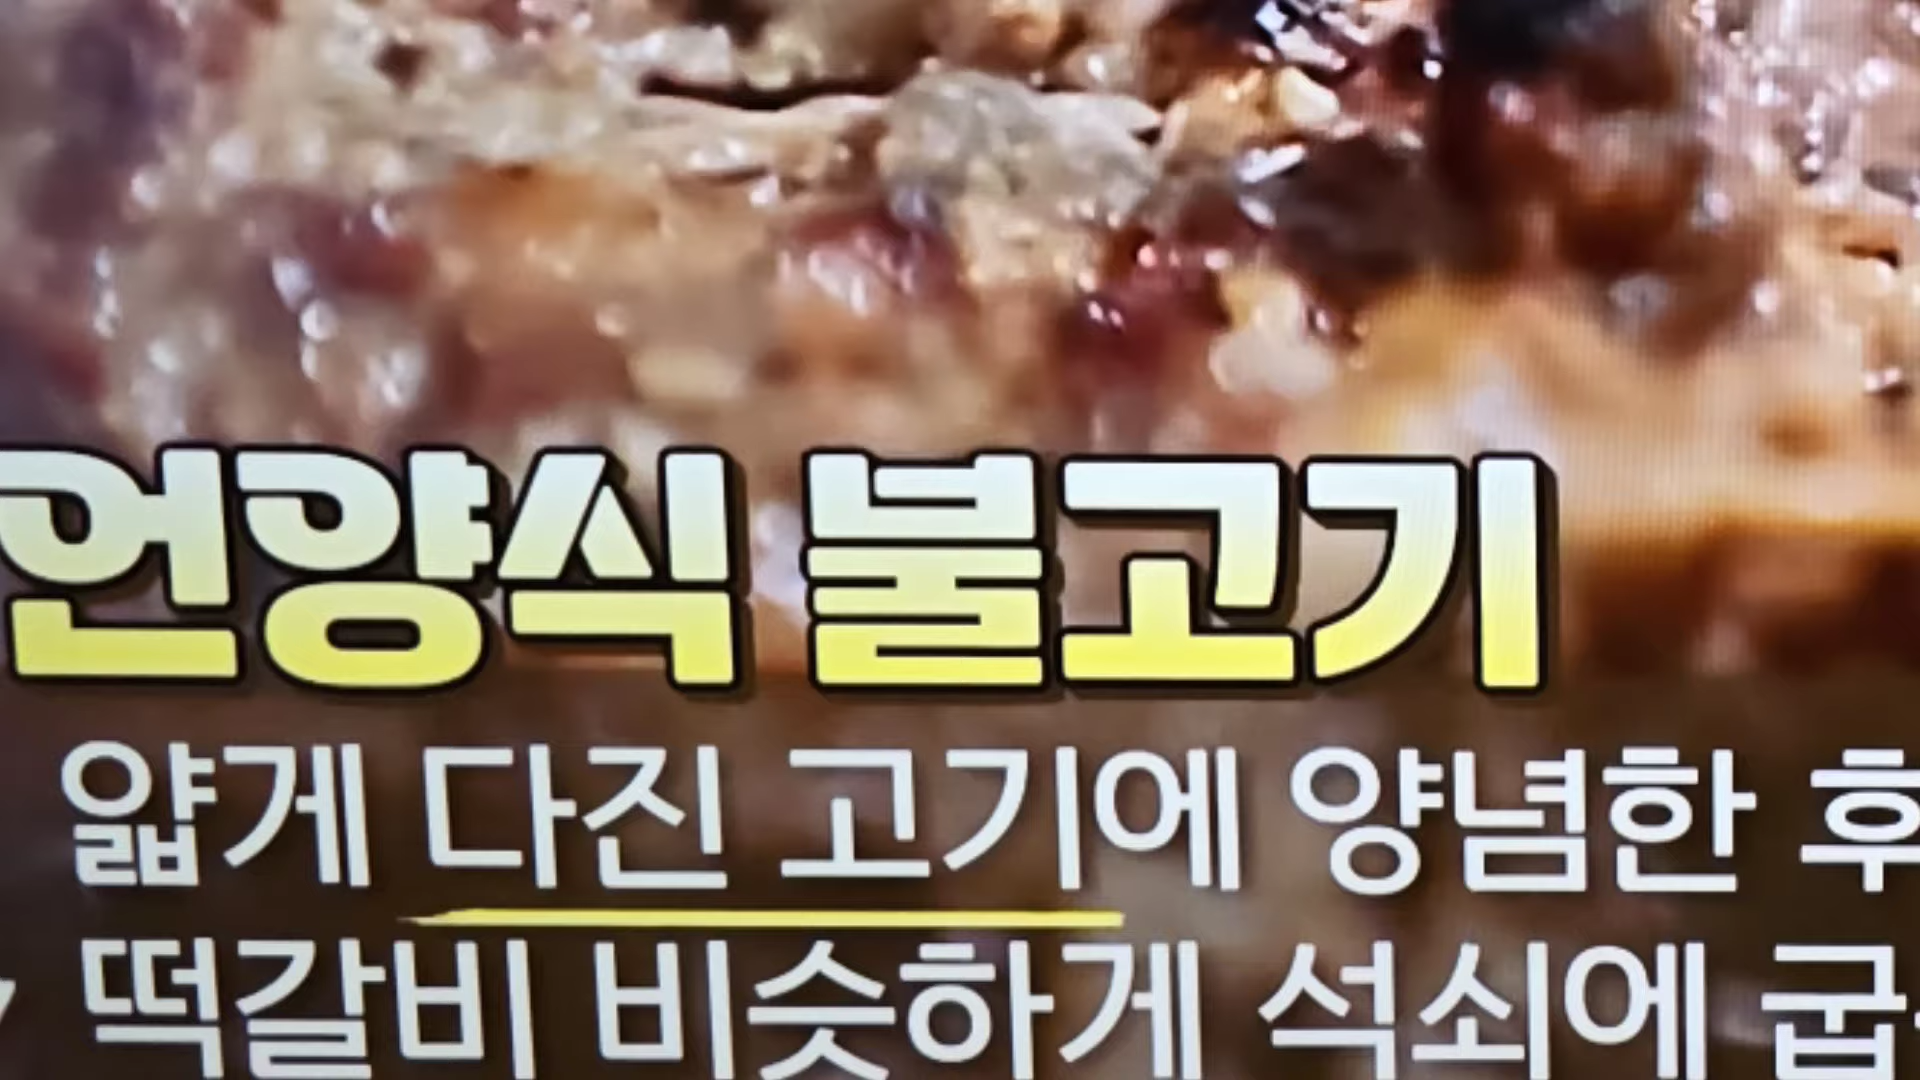 언양식 불고기
얇게 다진 고기에 양념한 후
떡갈비 비슷하게 석쇠에 굽